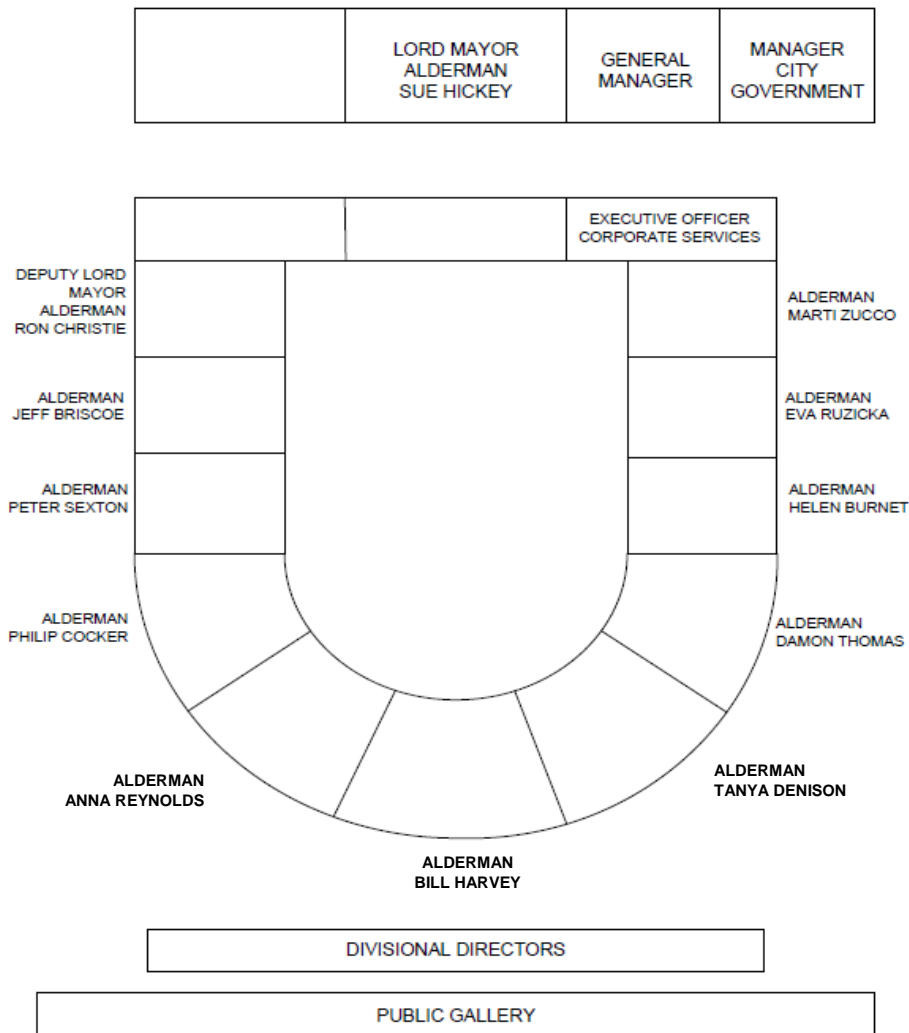 LORD MAYOR
ALDERMAN
SUE HICKEY
GENERAL
MANAGER
MANAGER
CITY
GOVERNMENT
EXECUTIVE OFFICER
CORPORATE SERVICES
DEPUTY LORD
MAYOR
ALDERMAN
RON CHRISTIE
ALDERMAN
MARTI ZUCCO
ALDERMAN
JEFF BRISCOE
ALDERMAN
EVA RUZICKA
ALDERMAN
PETER SEXTON
ALDERMAN
HELEN BURNET
ALDERMAN
PHILIP COCKER
ALDERMAN
DAMON THOMAS
ALDERMAN
ANNA REYNOLDS
ALDERMAN
TANYA DENISON
ALDERMAN
BILL HARVEY
DIVISIONAL DIRECTORS
PUBLIC GALLERY